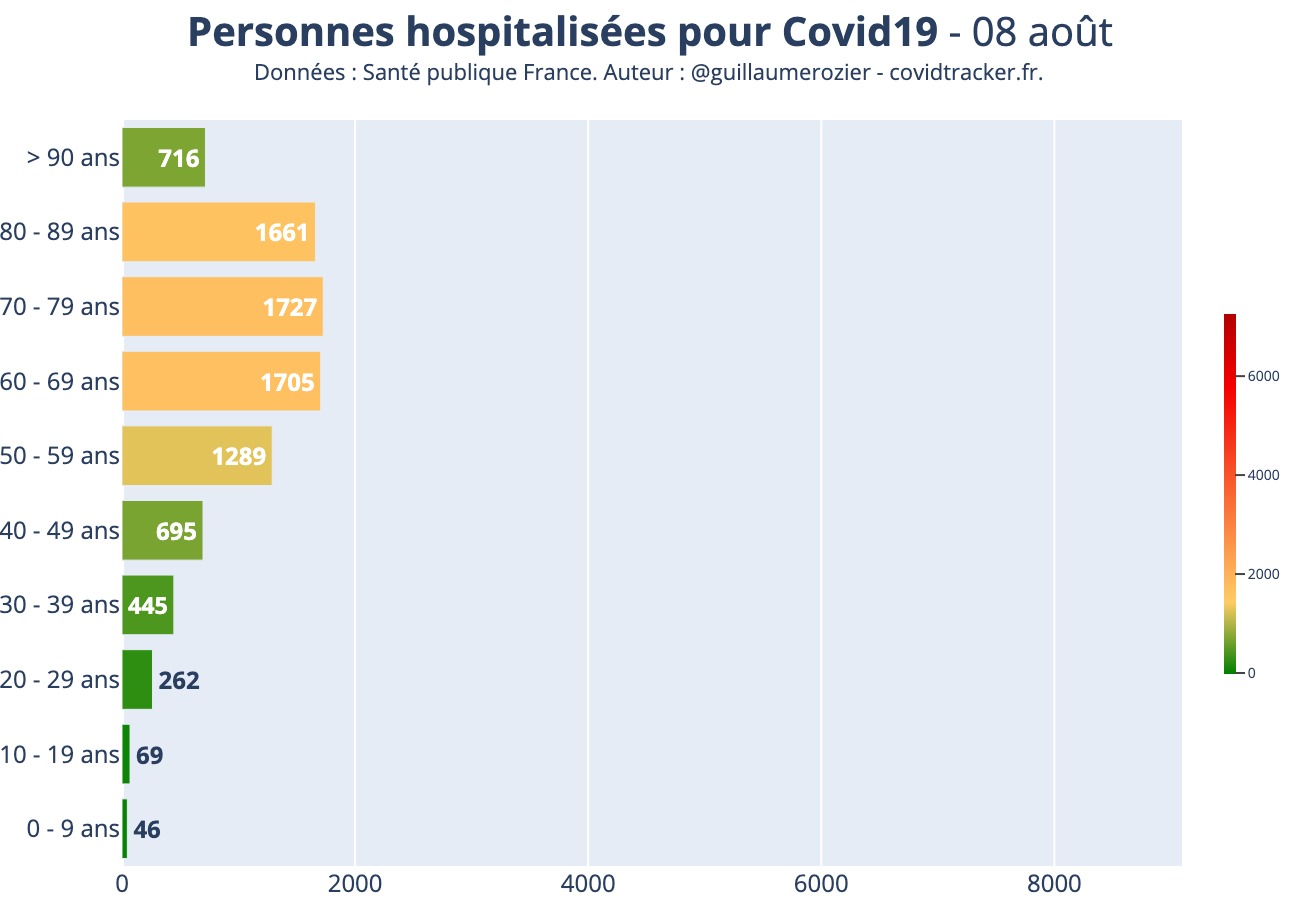 Personnes hospitalisées pour Covid19 - 08 août
Données : Santé publique France. Auteur : @guillaumerozier - covidtracker.fr.
> 90 ans 716
80 - 89 ans 1661
70 - 79 ans 1727
60 - 69 ans 1705
50 - 59 ans 1289
40 - 49 ans 695
30 - 39 ans 445
20 - 29 ans 262
10 - 19 ans 69
0 - 9 ans 46
0 2000 4000 6000 8000
6000
4000
2000
0